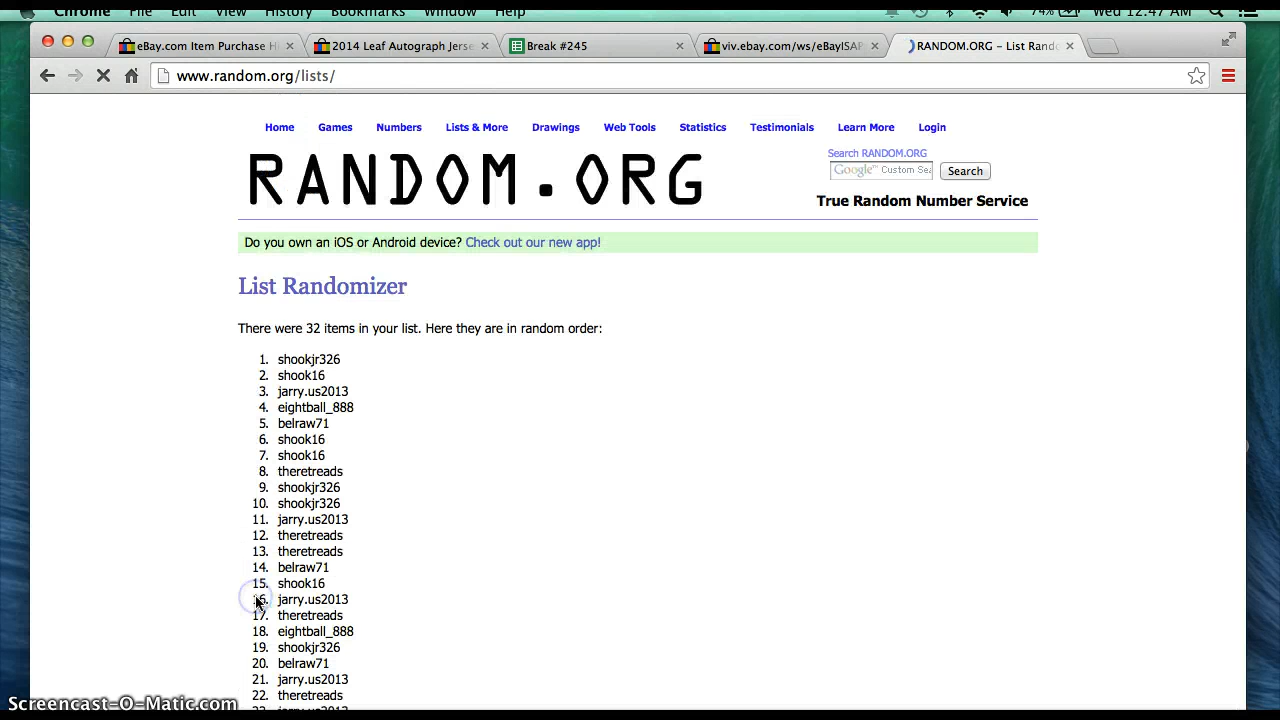 Chrome File Edit View History Bookmarks Window Help 74% Wed 12:47 AM
eBay.com Item Purchase H 2014 Leaf Autograph Jerse Break #245 viv.ebay.com/ws/eBayISAP RANDOM.ORG – List Rand
www.random.org/lists/
Home Games Numbers Lists & More Drawings Web Tools Statistics Testimonials Learn More Login
RANDOM.ORG
Search RANDOM.ORG
Google™ Custom Sea Search
True Random Number Service
Do you own an iOS or Android device? Check out our new app!
List Randomizer
There were 32 items in your list. Here they are in random order:
1. shookjr326
2. shook16
3. jarry.us2013
4. eightball_888
5. belraw71
6. shook16
7. shook16
8. theretreads
9. shookjr326
10. shookjr326
11. jarry.us2013
12. theretreads
13. theretreads
14. belraw71
15. shook16
16. jarry.us2013
17. theretreads
18. eightball_888
19. shookjr326
20. belraw71
21. jarry.us2013
22. theretreads
23. jarry.us2013
Screencast-O-Matic.com